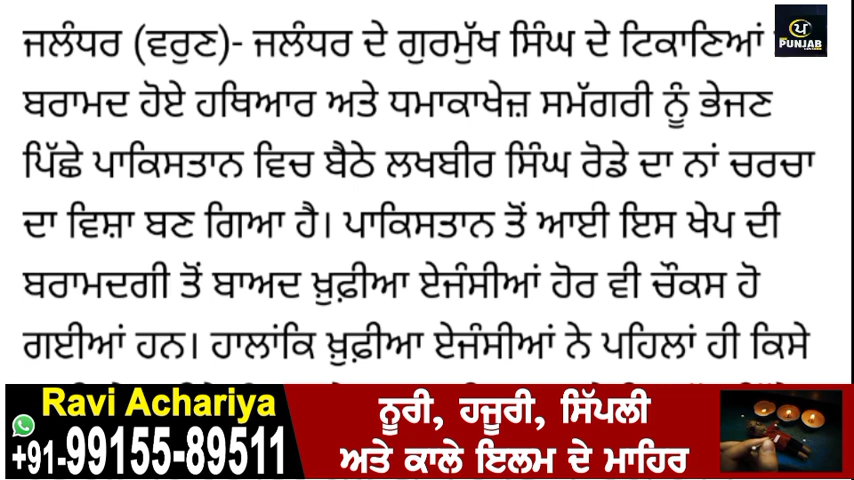 ਜਲੰਧਰ (ਵਰੁਣ)- ਜਲੰਧਰ ਦੇ ਗੁਰਮੁੱਖ ਸਿੰਘ ਦੇ ਟਿਕਾਣਿਆਂ
ਪ
PUNJAB
ਬਰਾਮਦ ਹੋਏ ਹਥਿਆਰ ਅਤੇ ਧਮਾਕਾਖੇਜ਼ ਸਮੱਗਰੀ ਨੂੰ ਭੇਜਣ
ਪਿੱਛੇ ਪਾਕਿਸਤਾਨ ਵਿਚ ਬੈਠੇ ਲਖਬੀਰ ਸਿੰਘ ਰੋਡੇ ਦਾ ਨਾਂ ਚਰਚਾ
ਦਾ ਵਿਸ਼ਾ ਬਣ ਗਿਆ ਹੈ। ਪਾਕਿਸਤਾਨ ਤੋਂ ਆਈ ਇਸ ਖੇਪ ਦੀ
ਬਰਾਮਦਗੀ ਤੋਂ ਬਾਅਦ ਖ਼ੁਫ਼ੀਆ ਏਜੰਸੀਆਂ ਹੋਰ ਵੀ ਚੌਕਸ ਹੋ
ਗਈਆਂ ਹਨ। ਹਾਲਾਂਕਿ ਖ਼ੁਫ਼ੀਆ ਏਜੰਸੀਆਂ ਨੇ ਪਹਿਲਾਂ ਹੀ ਕਿਸੇ
Ravi Achariya
+91-99155-89511
ਨੂਰੀ, ਹਜੂਰੀ, ਸਿੱਪਲੀ
ਅਤੇ ਕਾਲੇ ਇਲਮ ਦੇ ਮਾਹਿਰ